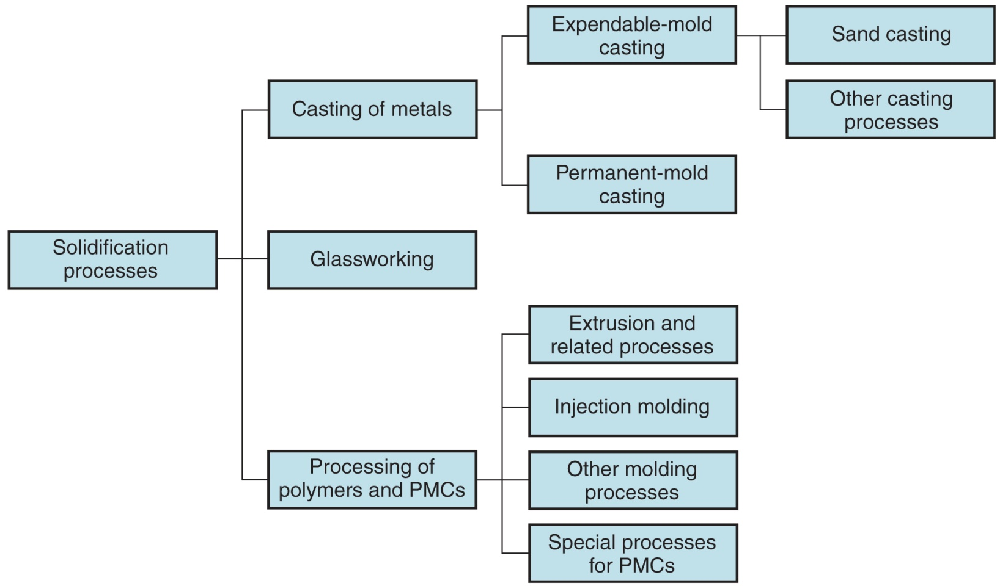 Expendable-mold
casting
Sand casting
Other casting
processes
Casting of metals
Permanent-mold
casting
Solidification
processes
Glassworking
Extrusion and
related processes
Injection molding
Processing of
polymers and PMCs
Other molding
processes
Special processes
for PMCs